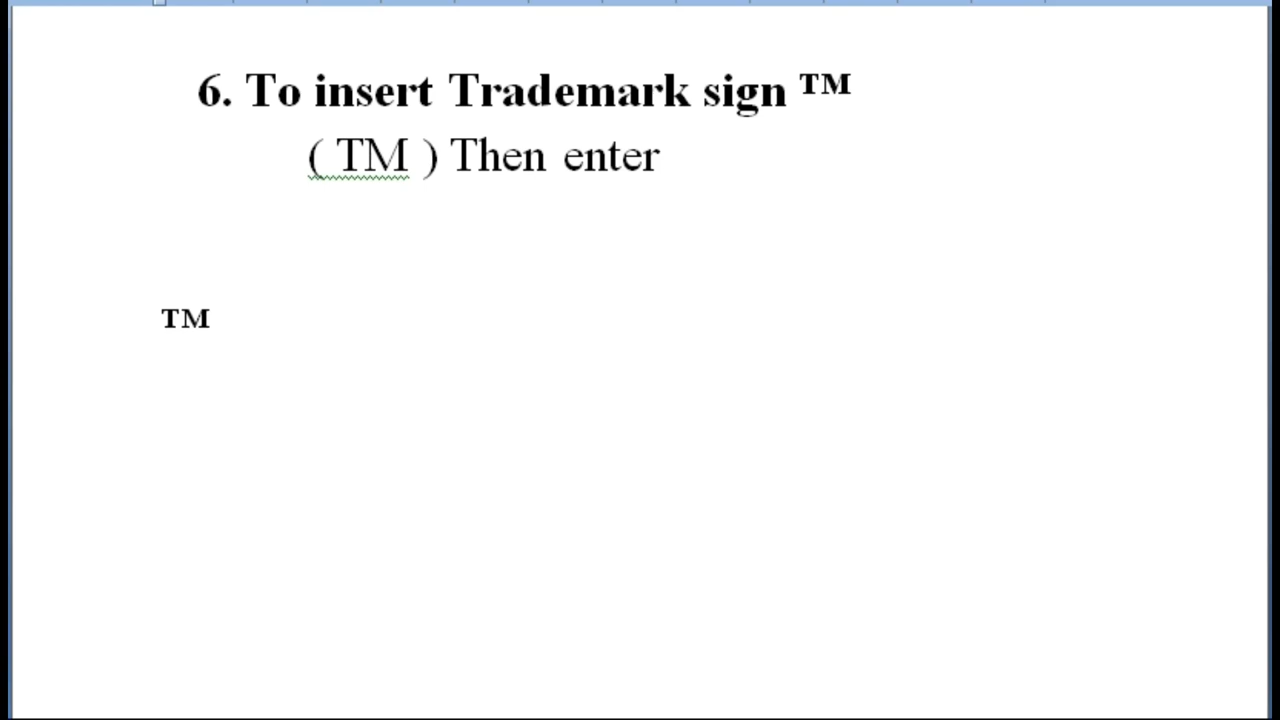 6. To insert Trademark sign ™
( TM ) Then enter
™